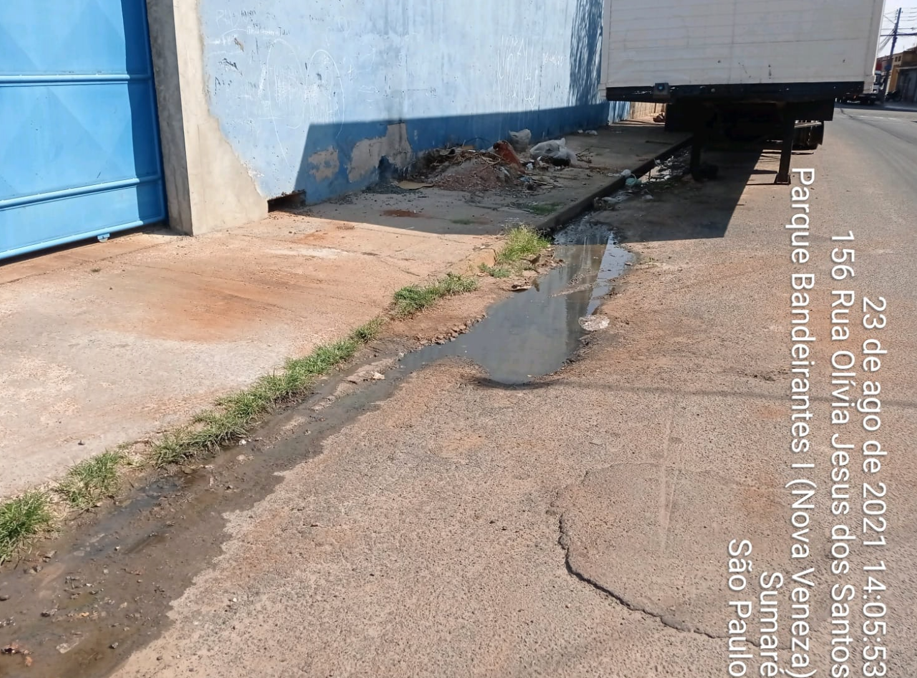 23 de ago de 2021 14:05:53
156 Rua Olívia Jesus dos Santos
Parque Bandeirantes I (Nova Veneza)
Sumaré
São Paulo